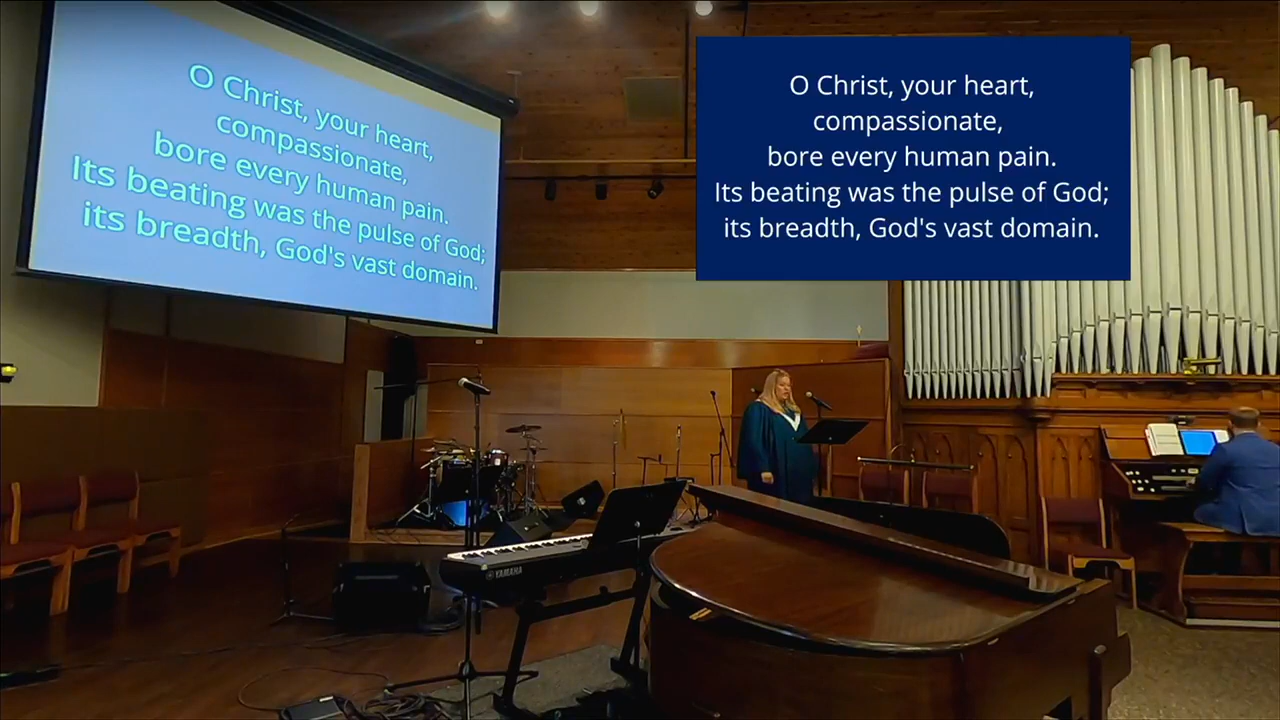 O Christ, your heart,
compassionate,
bore every human pain.
Its beating was the pulse of God;
its breadth, God's vast domain.
O Christ, your heart,
compassionate,
bore every human pain.
Its beating was the pulse of God;
its breadth, God's vast domain.
YAMAHA